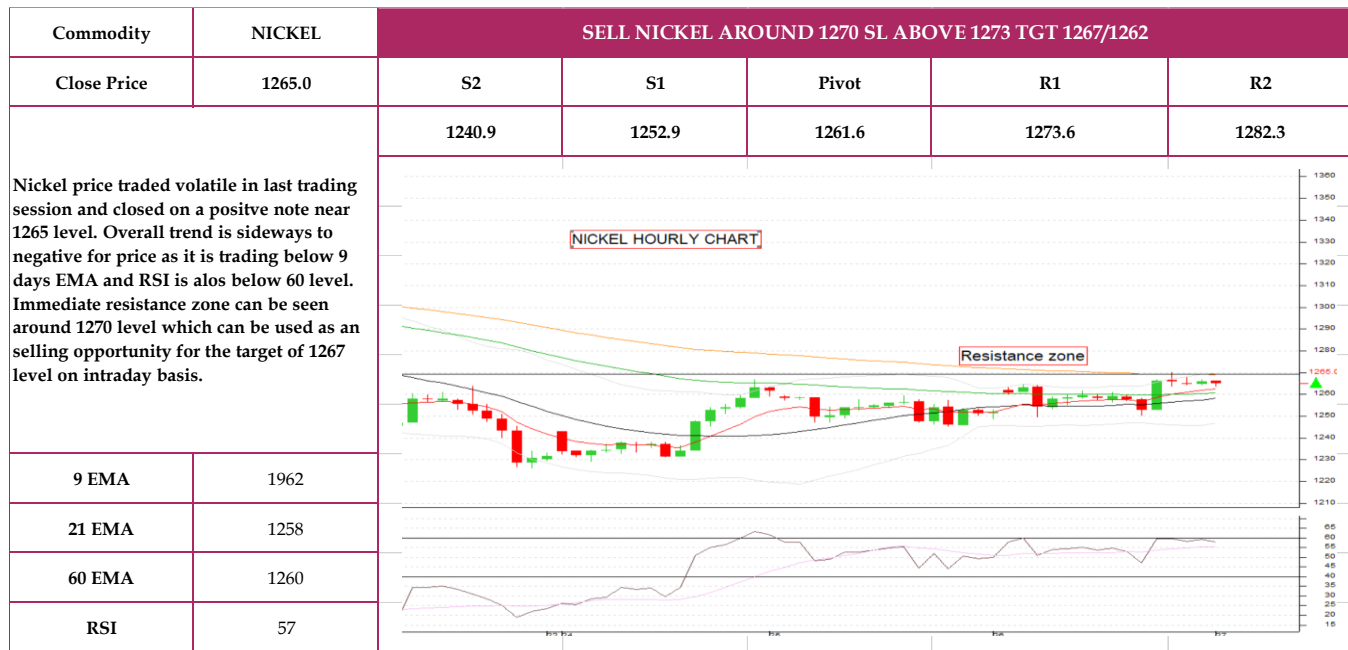 Commodity NICKEL SELL NICKEL AROUND 1270 SL ABOVE 1273 TGT 1267/1262
Close Price 1265.0 S2 S1 Pivot R1 R2
1240.9 1252.9 1261.6 1273.6 1282.3
Nickel price traded volatile in last trading
session and closed on a positve note near
1265 level. Overall trend is sideways to
negative for price as it is trading below 9
days EMA and RSI is alos below 60 level.
Immediate resistance zone can be seen
around 1270 level which can be used as an
selling opportunity for the target of 1267
level on intraday basis.
9 EMA 1962
21 EMA 1258
60 EMA 1260
RSI 57
NICKEL HOURLY CHART
Resistance zone
1360
1350
1340
1330
1320
1310
1300
1290
1280
1260
1250
1240
1230
1220
1210
65
60
55
50
45
40
35
30
25
20
15